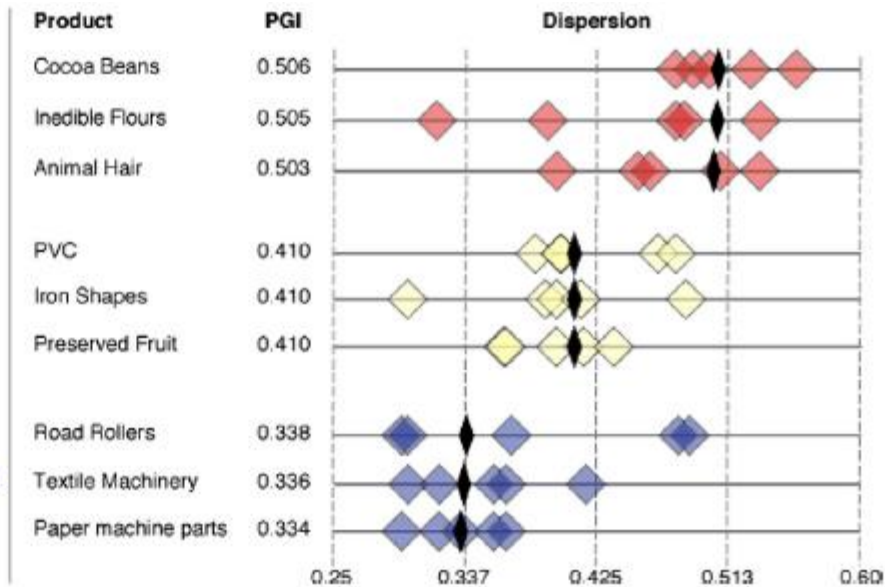 Product PGI Dispersion
Cocoa Beans 0.506
Inedible Flours 0.505
Animal Hair 0.503
PVC 0.410
Iron Shapes 0.410
Preserved Fruit 0.410
Road Rollers 0.338
Textile Machinery 0.336
Paper machine parts 0.334
0.25 0.337 0.425 0.513 0.60